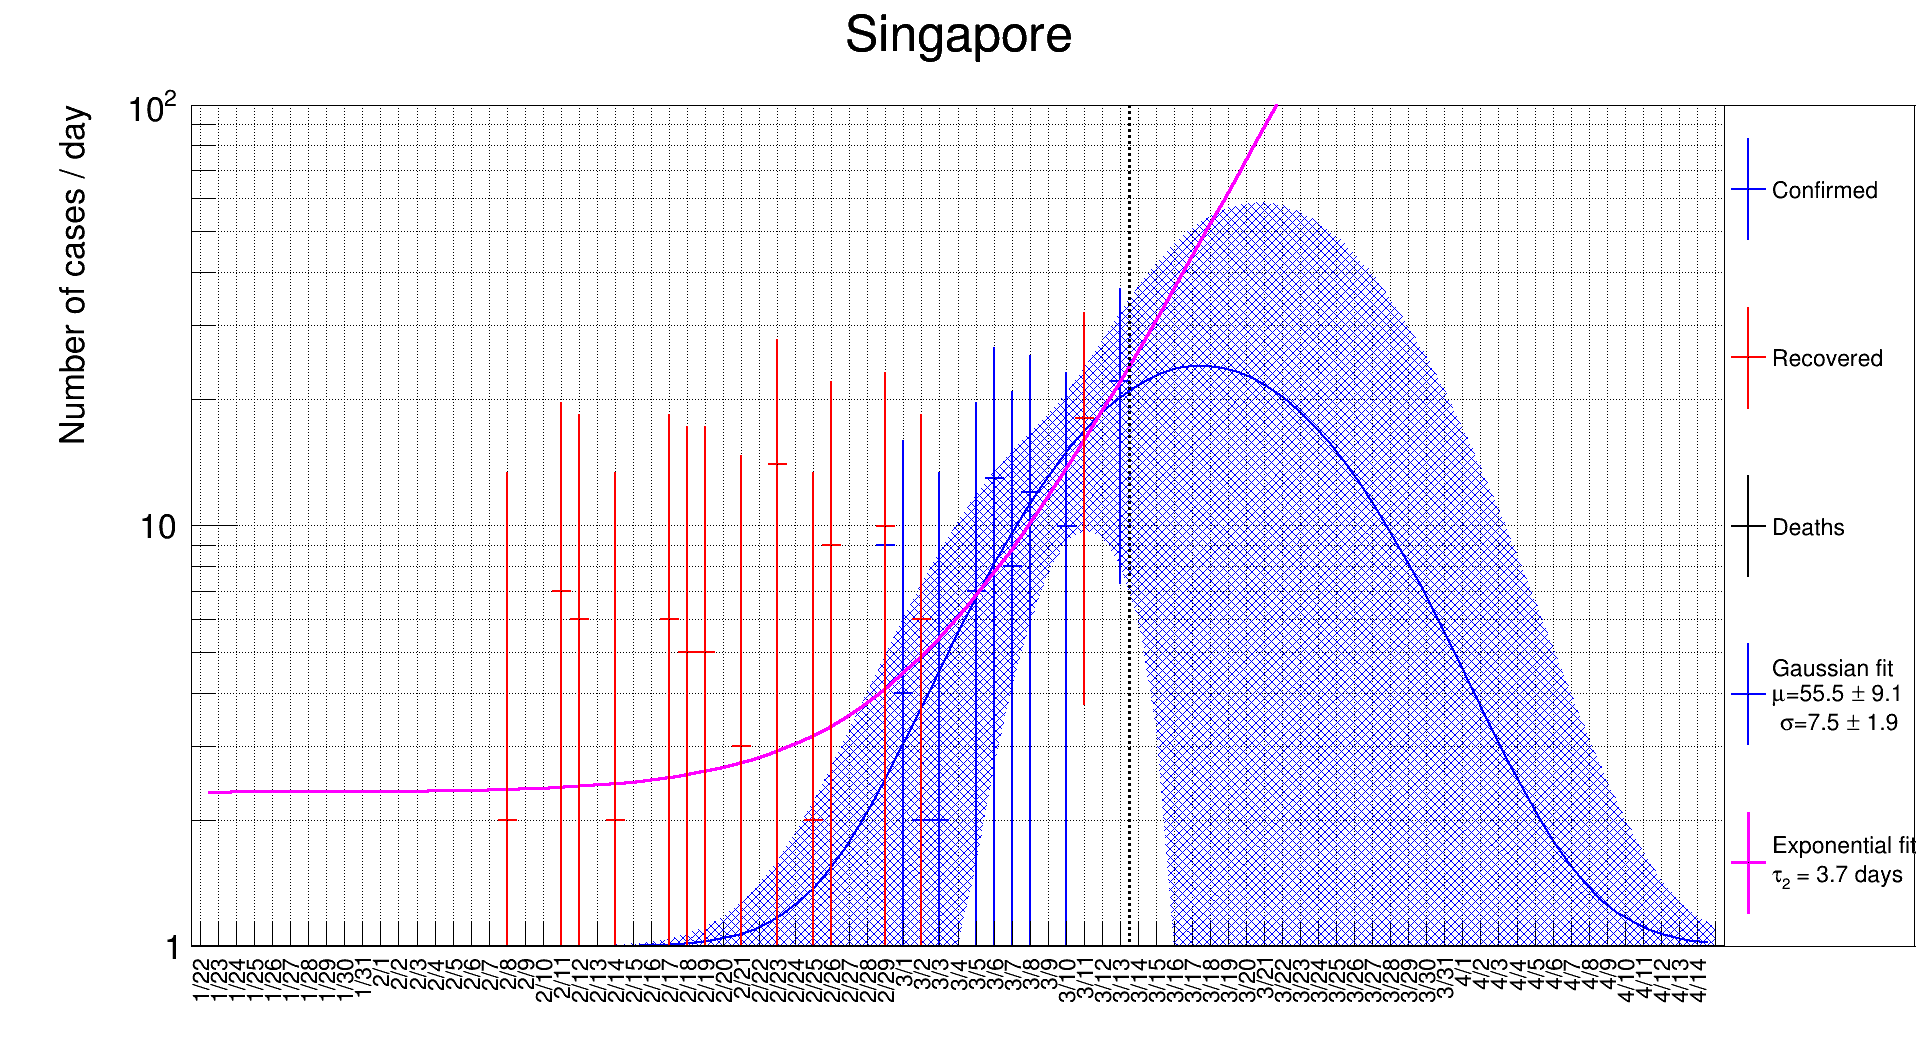 Singapore
Number of cases / day
10²
10
1
1/22 1/23 1/24 1/25 1/26 1/27 1/28 1/29 1/30 1/31 2/1 2/2 2/3 2/4 2/5 2/6 2/7 2/8 2/9 2/10 2/11 2/12 2/13 2/14 2/15 2/16 2/17 2/18 2/19 2/20 2/21 2/22 2/23 2/24 2/25 2/26 2/27 2/28 2/29 3/1 3/2 3/3 3/4 3/5 3/6 3/7 3/8 3/9 3/10 3/11 3/12 3/13 3/14 3/15 3/16 3/17 3/18 3/19 3/20 3/21 3/22 3/23 3/24 3/25 3/26 3/27 3/28 3/29 3/30 3/31 4/1 4/2 4/3 4/4 4/5 4/6 4/7 4/8 4/9 4/10 4/11 4/12 4/13 4/14
Confirmed
Recovered
Deaths
Gaussian fit
μ=55.5 ± 9.1
σ=7.5 ± 1.9
Exponential fit
τ₂ = 3.7 days